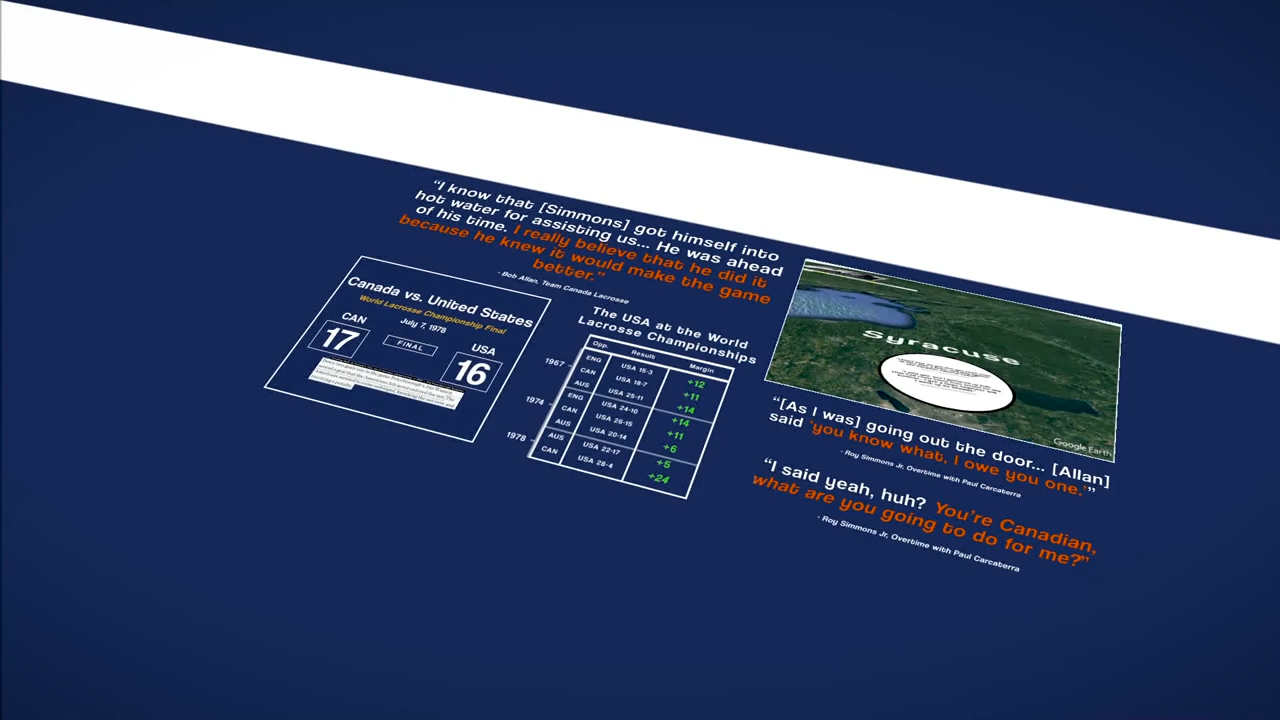 “I know that [Simmons] got himself into
hot water for assisting us... He was ahead
of his time. I really believe that he did it
because he knew it would make the game
better.”
- Bob Allan, Team Canada Lacrosse
Canada vs. United States
World Lacrosse Championship Final
July 7, 1978
CAN
17
FINAL
USA
16
The USA at the World
Lacrosse Championships
Opp. Result Margin
1967 ENG USA 15-3 +12
CAN USA 18-7 +11
AUS USA 25-11 +14
1974 ENG USA 24-10 +14
CAN USA 26-15 +11
AUS USA 20-14 +6
1978 AUS USA 22-17 +5
CAN USA 28-4 +24
Syracuse
Google Earth
“[As I was] going out the door... [Allan]
said ‘you know what, I owe you one.’”
- Roy Simmons Jr, Overtime with Paul Carcaterra
“I said yeah, huh? You’re Canadian,
what are you going to do for me?”
- Roy Simmons Jr, Overtime with Paul Carcaterra